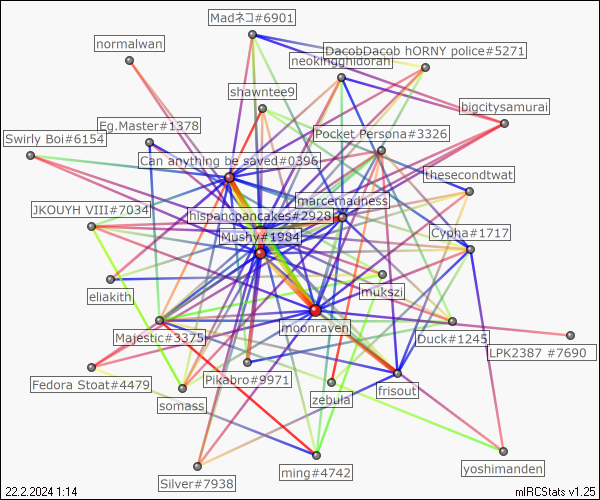 Madネコ#6901
normalwan
DacobDacob hORNY police#5271
neokingghidorah
shawntee9
bigcitysamurai
Eg.Master#1378
Pocket Persona#3326
Swirly Boi#6154
Can anything be saved#0396
thesecondtwat
marcemadness
JKOUYH VIII#7034
hispancpancakes#2928
Mushy#1984
Cypha#1717
eliakith
mukszi
moonraven
Majestic#3375
Duck#1245
LPK2387 #7690
Fedora Stoat#4479
Pikabro#9971
frisout
zebula
somass
yoshimanden
ming#4742
Silver#7938
22.2.2024 1:14
mIRCStats v1.25